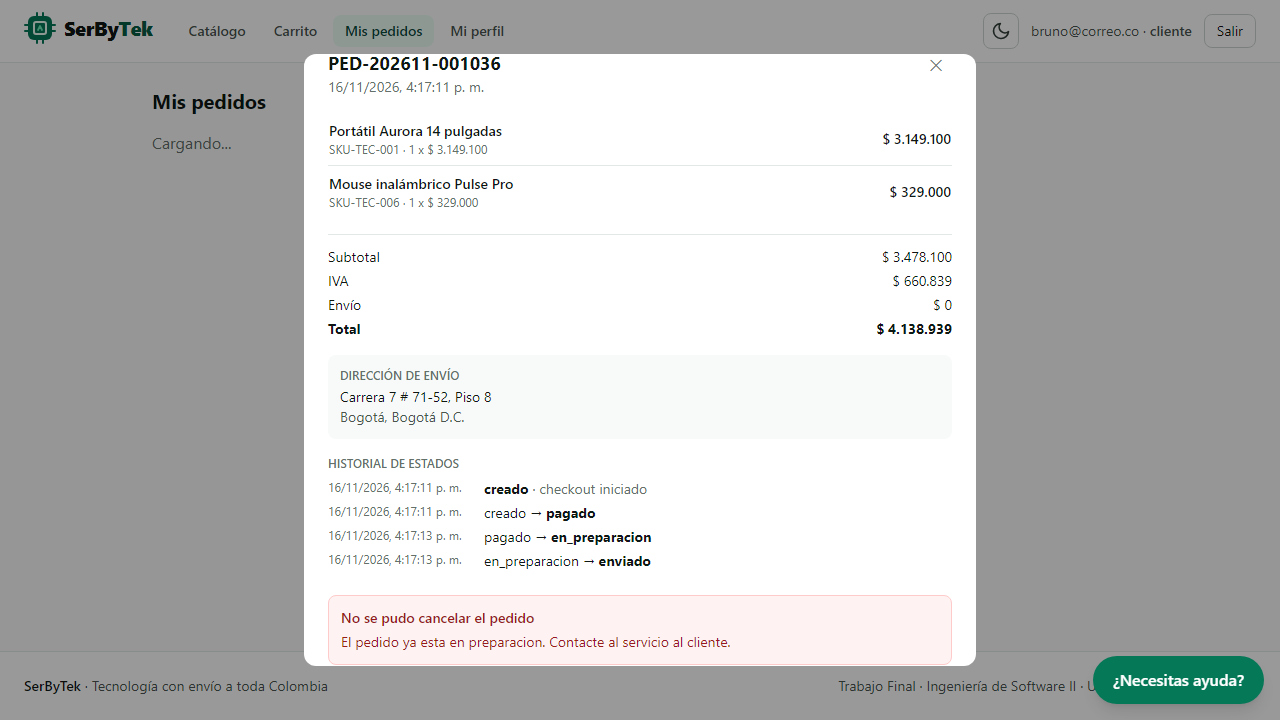 SerByTek
Catálogo
Carrito
Mis pedidos
Mi perfil
bruno@correo.co · cliente
Salir
Mis pedidos
Cargando...
PED-202611-001036
16/11/2026, 4:17:11 p. m.
Portátil Aurora 14 pulgadas
SKU-TEC-001 · 1 x $ 3.149.100
$ 3.149.100
Mouse inalámbrico Pulse Pro
SKU-TEC-006 · 1 x $ 329.000
$ 329.000
Subtotal $ 3.478.100
IVA $ 660.839
Envío $ 0
Total $ 4.138.939
DIRECCIÓN DE ENVÍO
Carrera 7 # 71-52, Piso 8
Bogotá, Bogotá D.C.
HISTORIAL DE ESTADOS
16/11/2026, 4:17:11 p. m. creado · checkout iniciado
16/11/2026, 4:17:11 p. m. creado → pagado
16/11/2026, 4:17:13 p. m. pagado → en_preparacion
16/11/2026, 4:17:13 p. m. en_preparacion → enviado
No se pudo cancelar el pedido
El pedido ya esta en preparacion. Contacte al servicio al cliente.
SerByTek · Tecnología con envío a toda Colombia
Trabajo Final · Ingeniería de Software II ·
¿Necesitas ayuda?